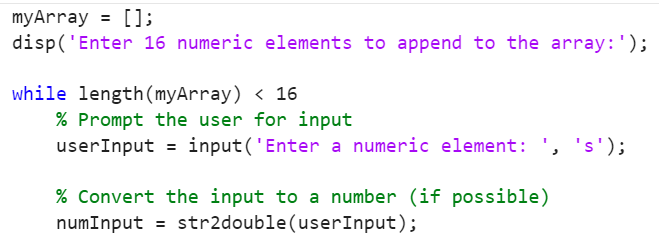 myArray = [];
disp('Enter 16 numeric elements to append to the array:');
while length(myArray) < 16
% Prompt the user for input
userInput = input('Enter a numeric element: ', 's');
% Convert the input to a number (if possible)
numInput = str2double(userInput);